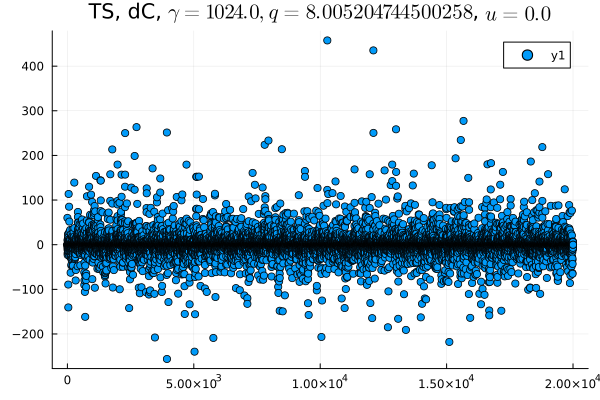 TS, dC, γ = 1024.0, q = 8.005204744500258, u = 0.0
y1
400
300
200
100
0
−100
−200
0 5.00×10³ 1.00×10⁴ 1.50×10⁴ 2.00×10⁴